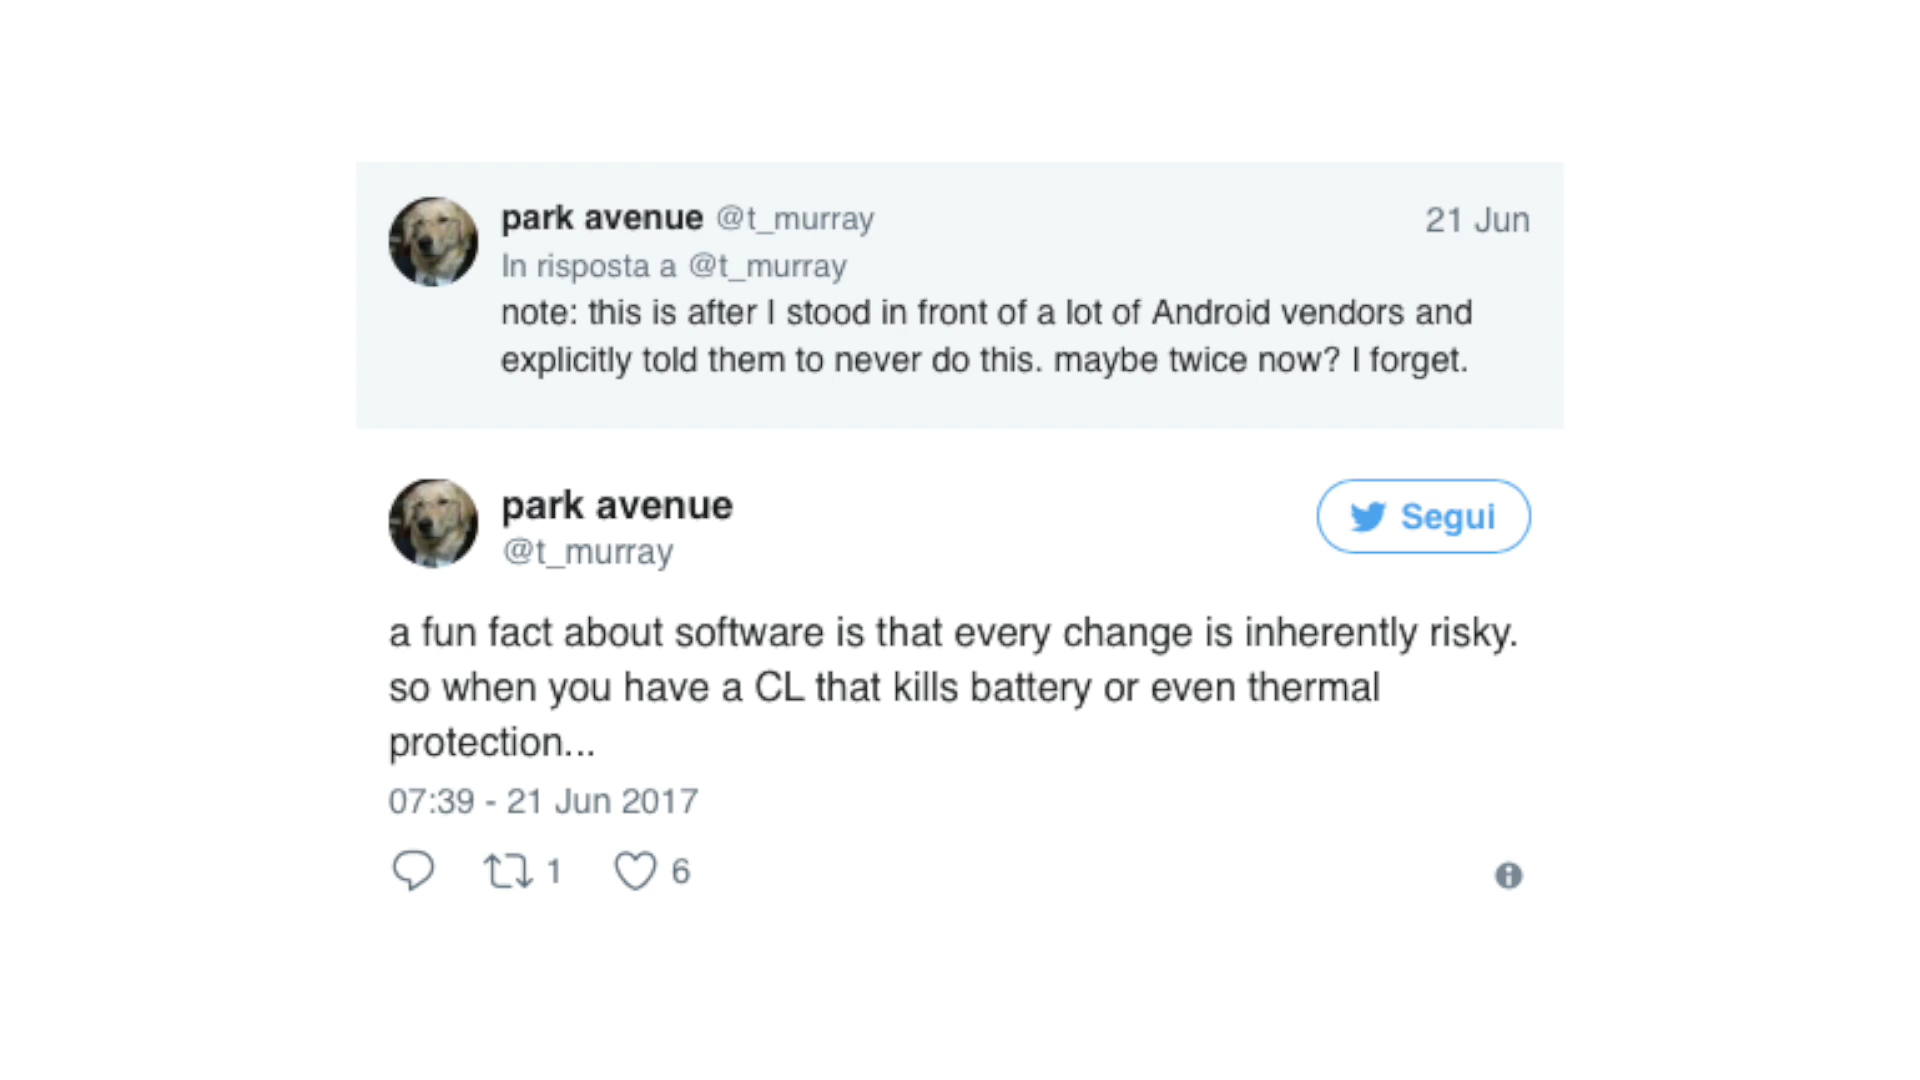 park avenue @t_murray 21 Jun
In risposta a @t_murray
note: this is after I stood in front of a lot of Android vendors and
explicitly told them to never do this. maybe twice now? I forget.
park avenue
@t_murray
Segui
a fun fact about software is that every change is inherently risky.
so when you have a CL that kills battery or even thermal
protection...
07:39 - 21 Jun 2017
1 6